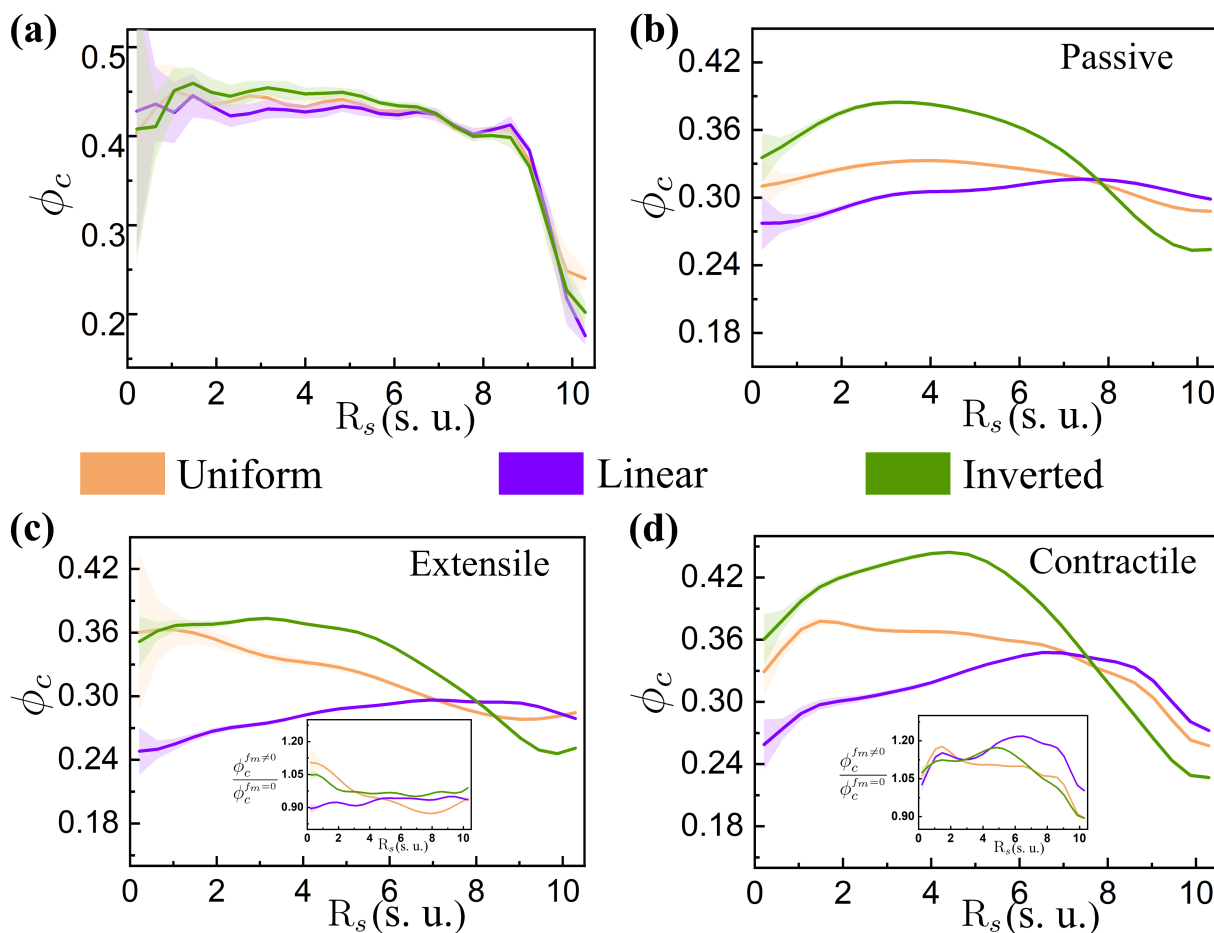 (a)
0.5
0.4
0.3
0.2
ϕc
0 2 4 6 8 10
Rs(s. u.)
(b)
Passive
0.42
0.36
0.30
0.24
0.18
ϕc
0 2 4 6 8 10
Rs(s. u.)
Uniform Linear Inverted
(c)
Extensile
0.42
0.36
0.30
0.24
0.18
ϕc
0 2 4 6 8 10
Rs(s. u.)
1.20
1.05
0.90
ϕc^fm≠0
ϕc^fm=0
0 2 4 6 8 10
Rs(s. u.)
(d)
Contractile
0.42
0.36
0.30
0.24
0.18
ϕc
0 2 4 6 8 10
Rs(s. u.)
1.20
1.05
0.90
ϕc^fm≠0
ϕc^fm=0
0 2 4 6 8 10
Rs(s. u.)